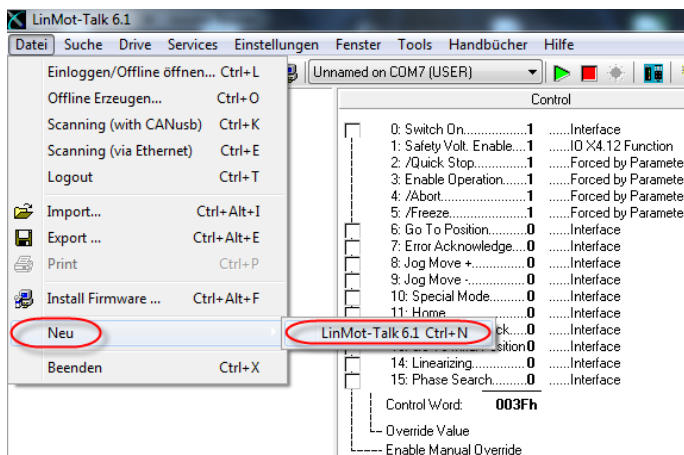 LinMot-Talk 6.1
Datei Suche Drive Services Einstellungen Fenster Tools Handbücher Hilfe
Einloggen/Offline öffnen... Ctrl+L
Unnamed on COM7 (USER)
Offline Erzeugen... Ctrl+O
Scanning (with CANusb) Ctrl+K
Scanning (via Ethernet) Ctrl+E
Logout Ctrl+T
Import... Ctrl+Alt+I
Export ... Ctrl+Alt+E
Print Ctrl+P
Install Firmware ... Ctrl+Alt+F
Neu
LinMot-Talk 6.1 Ctrl+N
Beenden Ctrl+X
Control
0: Switch On................1 ......Interface
1: Safety Volt. Enable....1 ......IO X4.12 Function
2: /Quick Stop...............1 ......Forced by Paramete
3: Enable Operation.......1 ......Forced by Paramete
4: /Abort......................1 ......Forced by Paramete
5: /Freeze....................1 ......Forced by Paramete
6: Go To Position..........0 ......Interface
7: Error Acknowledge....0 ......Interface
8: Jog Move +..............0 ......Interface
9: Jog Move -...............0 ......Interface
10: Special Mode.........0 ......Interface
11: Home....................0 ......Interface
0 ......Interface
0 ......Interface
14: Linearizing..............0 ......Interface
15: Phase Search.........0 ......Interface
Control Word: 003Fh
Override Value
Enable Manual Override